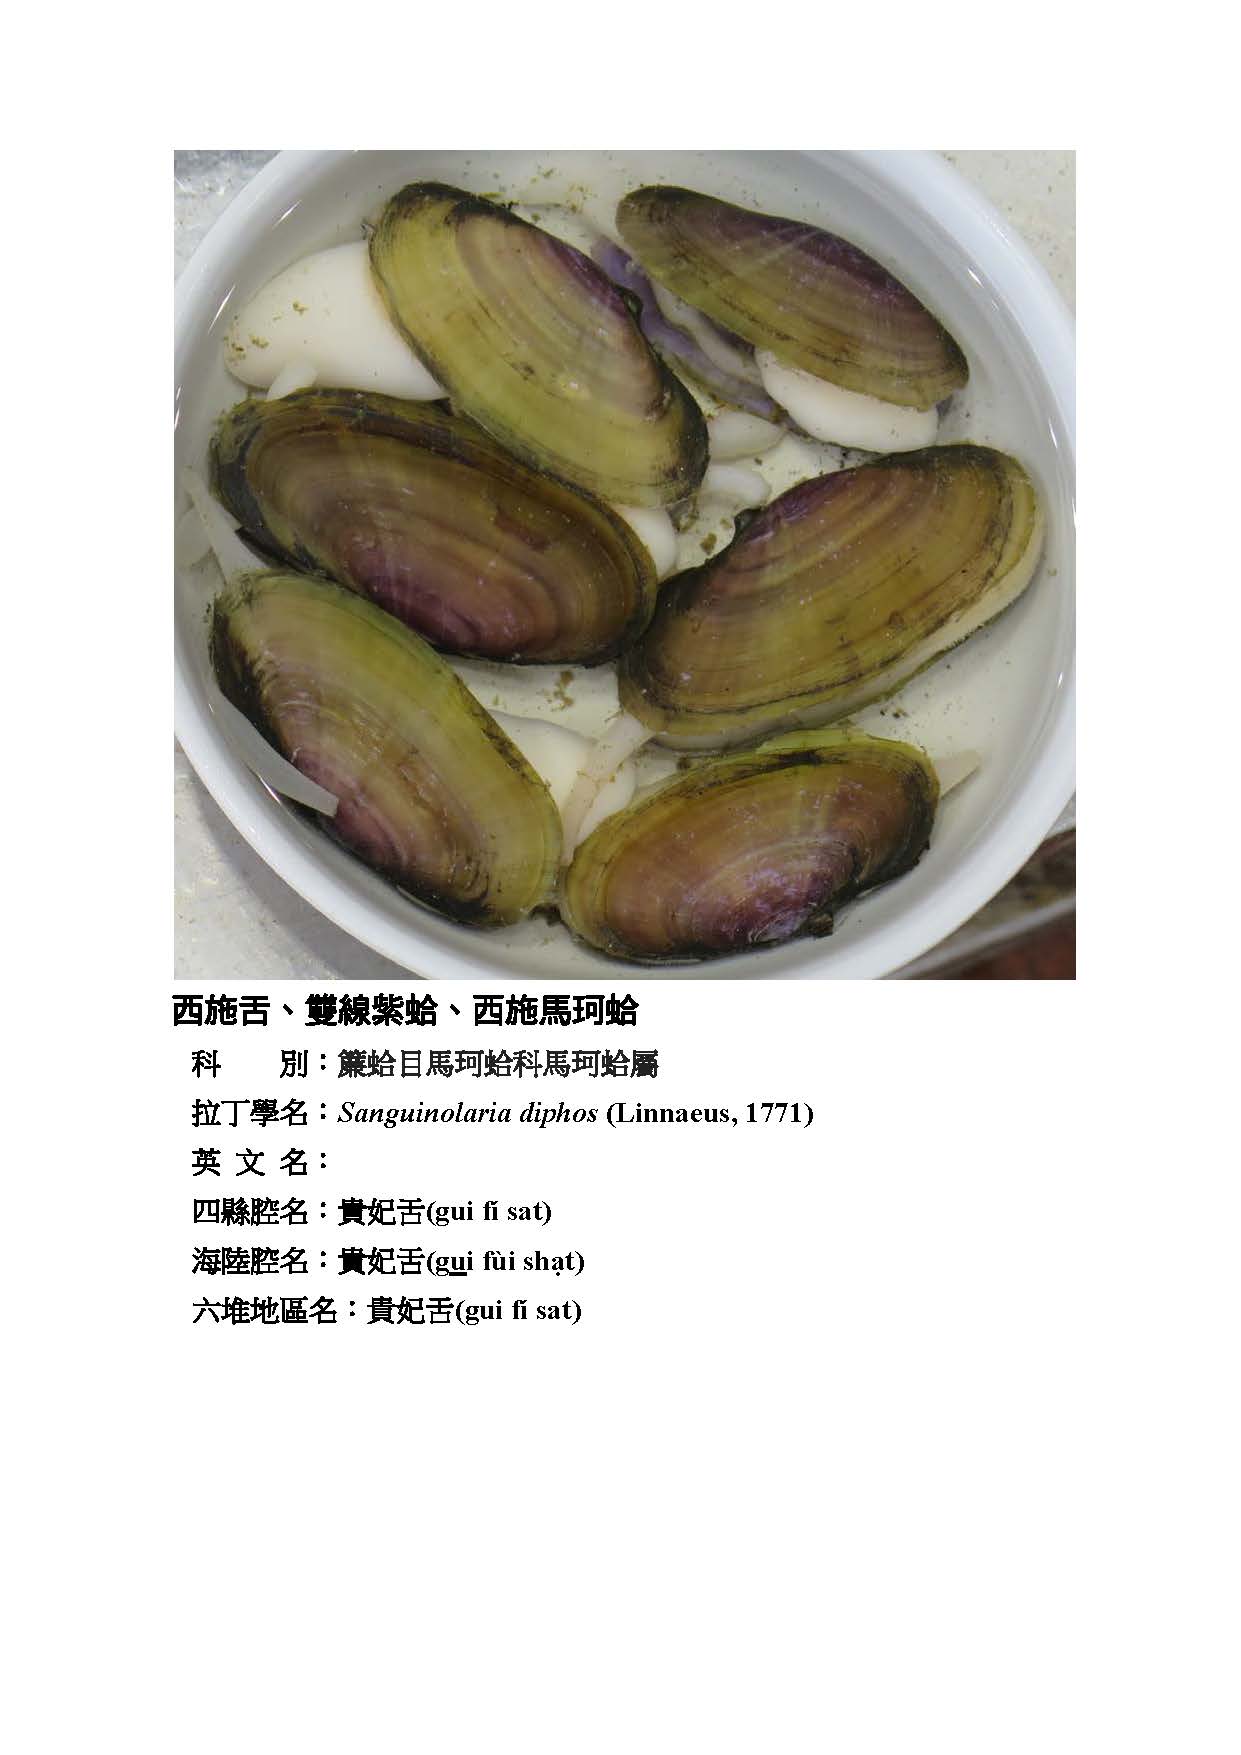 西施舌、雙線紫蛤、西施馬珂蛤
科　　別：簾蛤目馬珂蛤科馬珂蛤屬
拉丁學名：Sanguinolaria diphos (Linnaeus, 1771)
英 文 名：
四縣腔名：貴妃舌(gui fiˊ sat)
海陸腔名：貴妃舌(gui fùi shạt)
六堆地區名：貴妃舌(gui fiˊ sat)